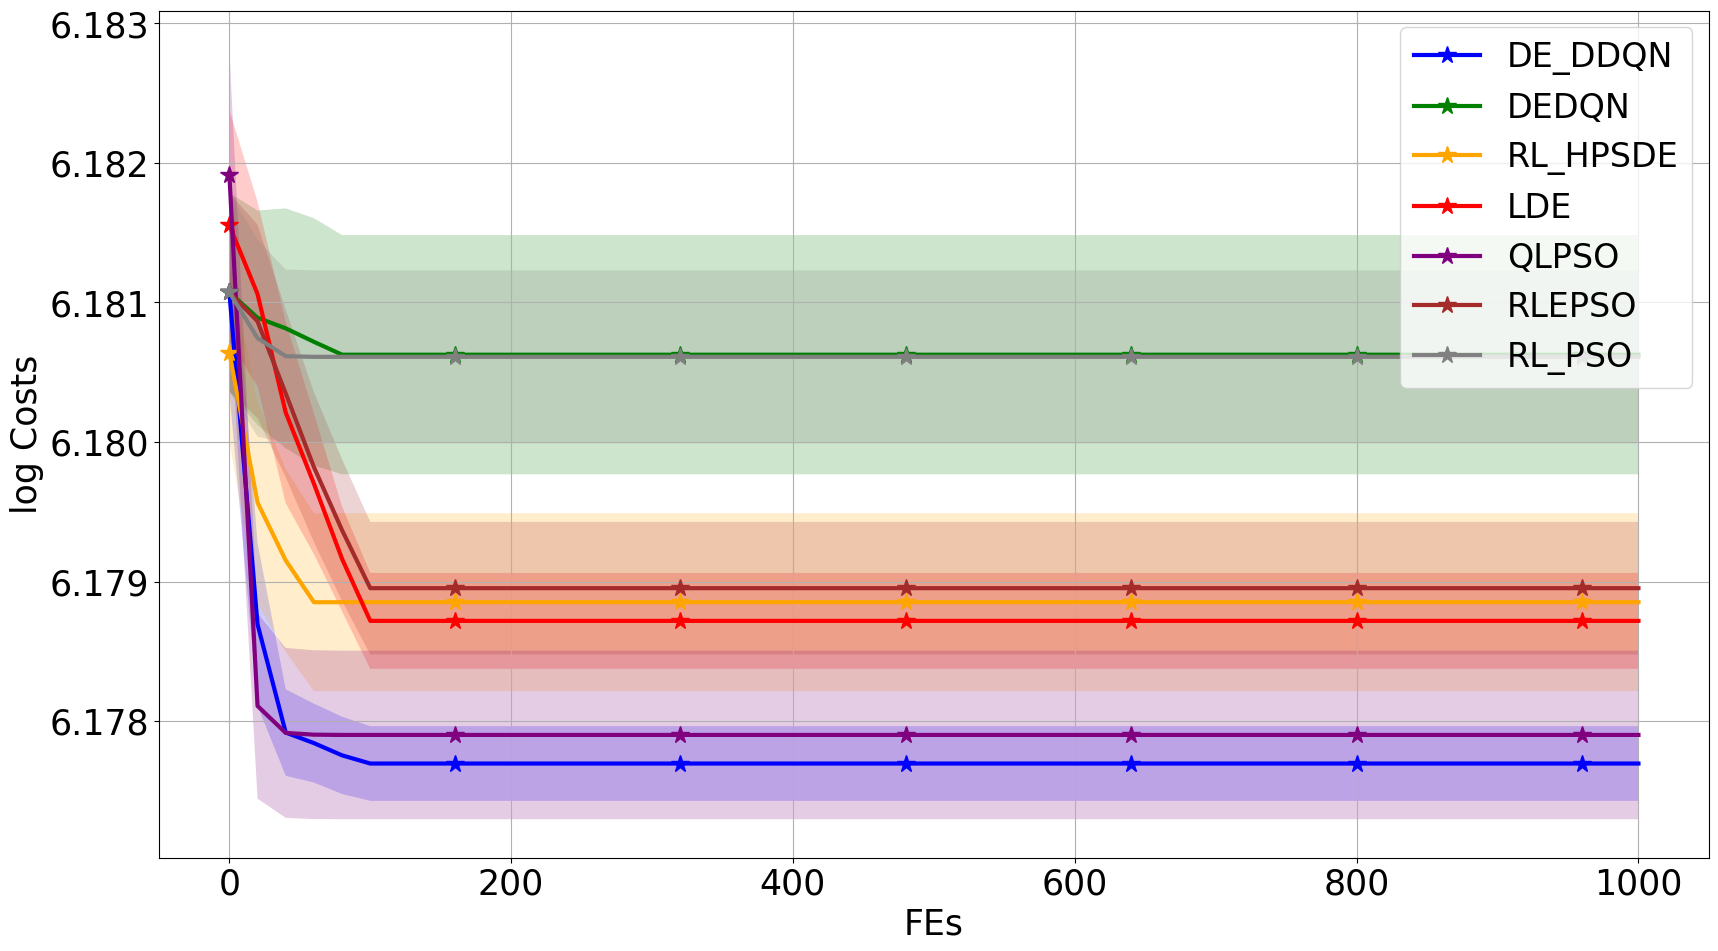 6.183
6.182
6.181
6.180
6.179
6.178
log Costs
0
200
400
600
800
1000
FEs
DE_DDQN
DEDQN
RL_HPSDE
LDE
QLPSO
RLEPSO
RL_PSO